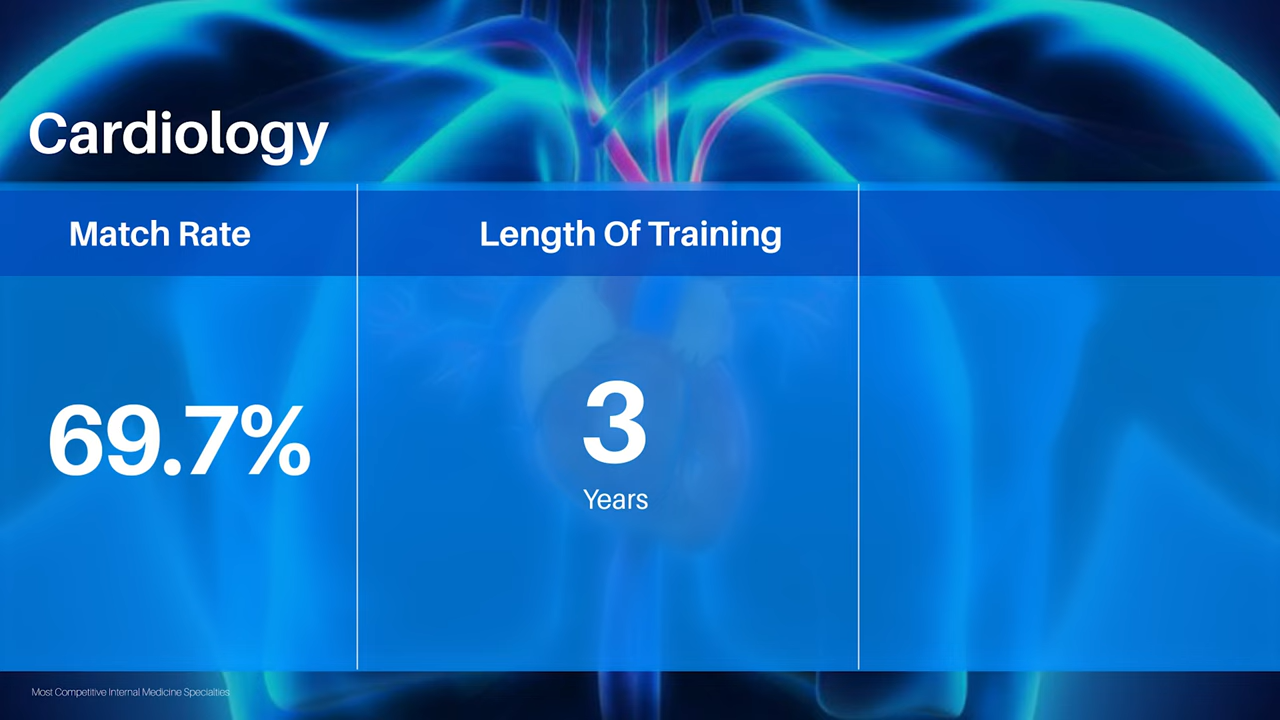 Cardiology
Match Rate
Length Of Training
69.7%
3
Years
Most Competitive Internal Medicine Specialties